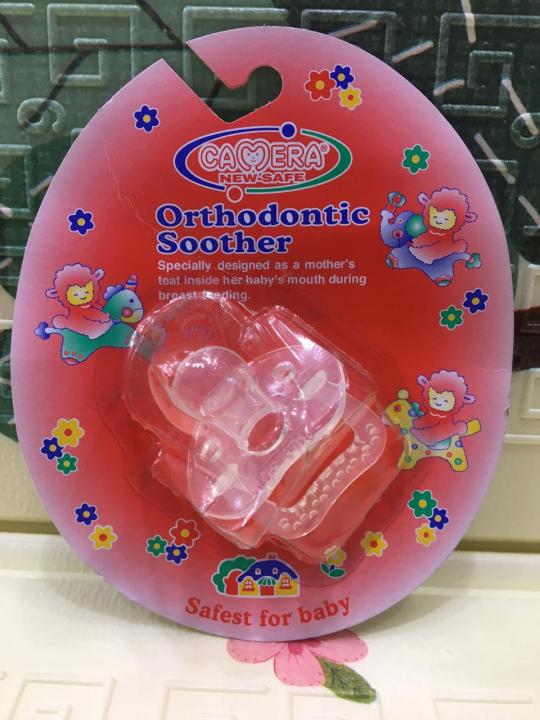 CAMERA®
NEW-SAFE
Orthodontic
Soother
Specially designed as a mother's
teat inside her baby's mouth during
breast feeding.
Safest for baby